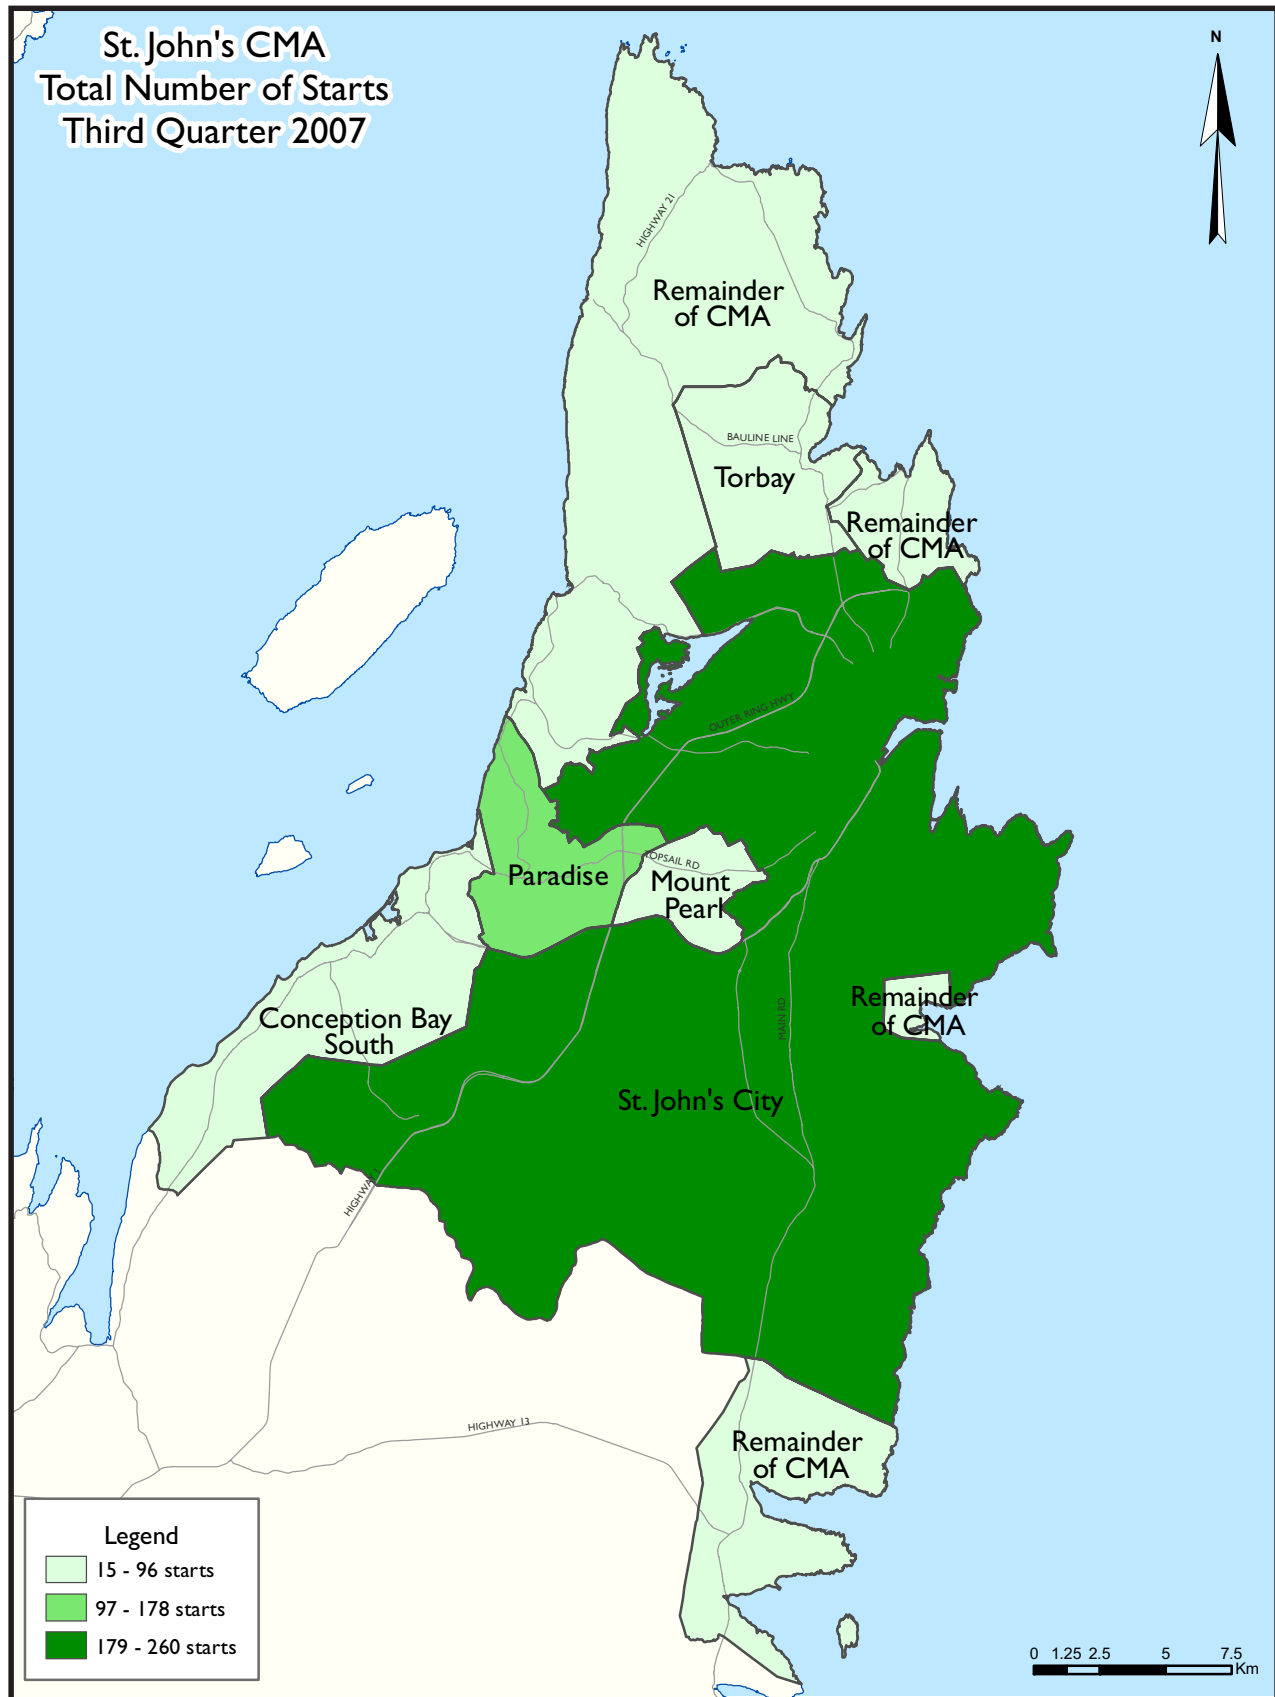 St. John's CMA
Total Number of Starts
Third Quarter 2007
N
HIGHWAY 21
Remainder
of CMA
BAULINE LINE
Torbay
Remainder
of CMA
OUTER RING HWY
TOPSAIL RD
Paradise
Mount
Pearl
Remainder
of CMA
MAIN RD
Conception Bay
South
St. John's City
HIGHWAY 1
HIGHWAY 13
Remainder
of CMA
Legend
15 - 96 starts
97 - 178 starts
179 - 260 starts
0 1.25 2.5 5 7.5
Km